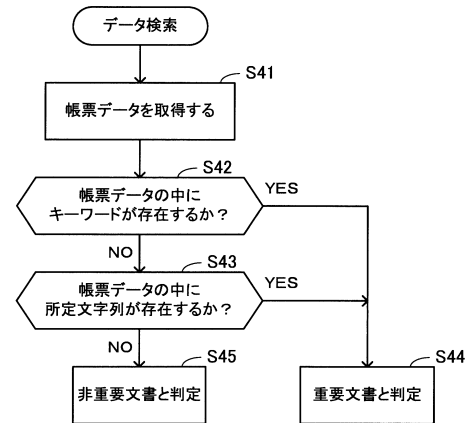 データ検索
S41
帳票データを取得する
S42
帳票データの中に
キーワードが存在するか？
YES
NO
S43
帳票データの中に
所定文字列が存在するか？
YES
NO
S45
非重要文書と判定
S44
重要文書と判定